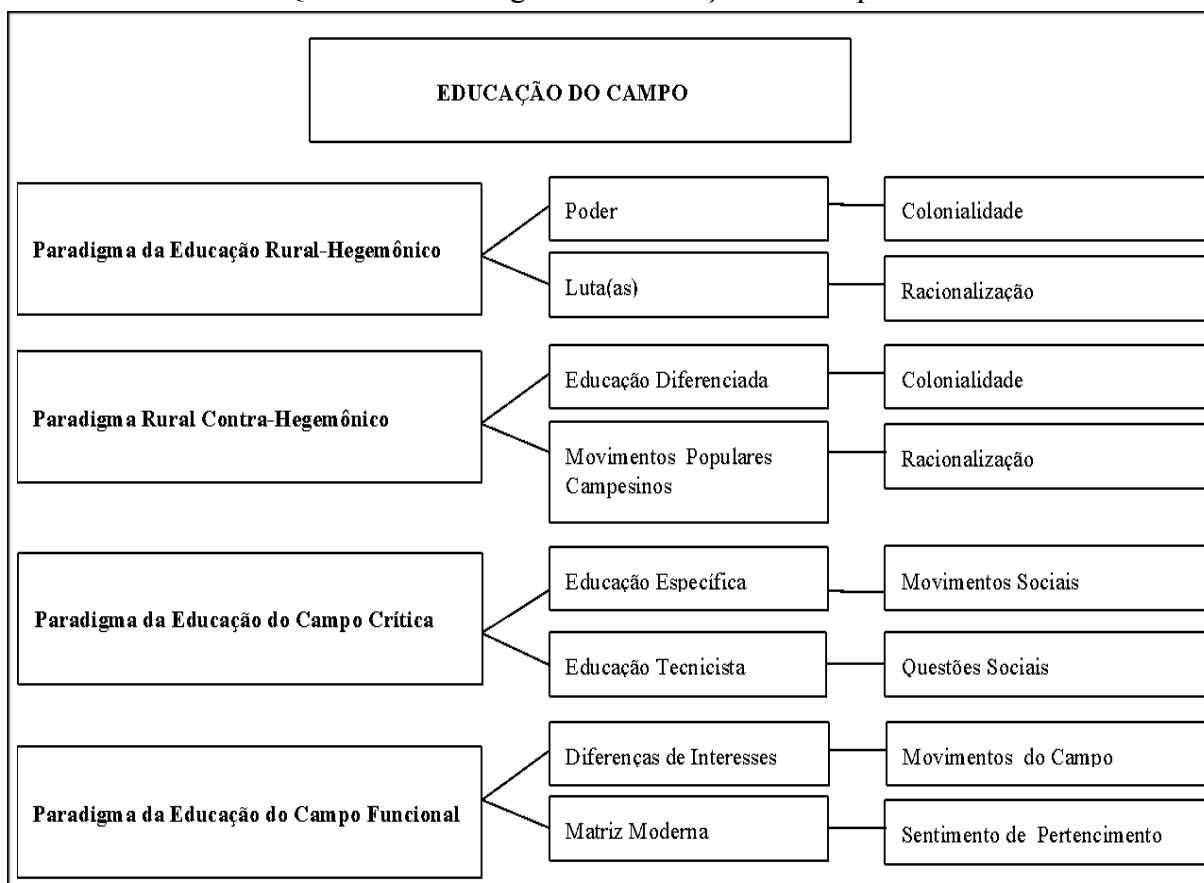 EDUCAÇÃO DO CAMPO
Paradigma da Educação Rural-Hegemônico
Poder
Colonialidade
Luta(as)
Racionalização
Paradigma Rural Contra-Hegemônico
Educação Diferenciada
Colonialidade
Movimentos Populares
Campesinos
Racionalização
Paradigma da Educação do Campo Crítica
Educação Específica
Movimentos Sociais
Educação Tecnicista
Questões Sociais
Paradigma da Educação do Campo Funcional
Diferenças de Interesses
Movimentos do Campo
Matriz Moderna
Sentimento de Pertencimento